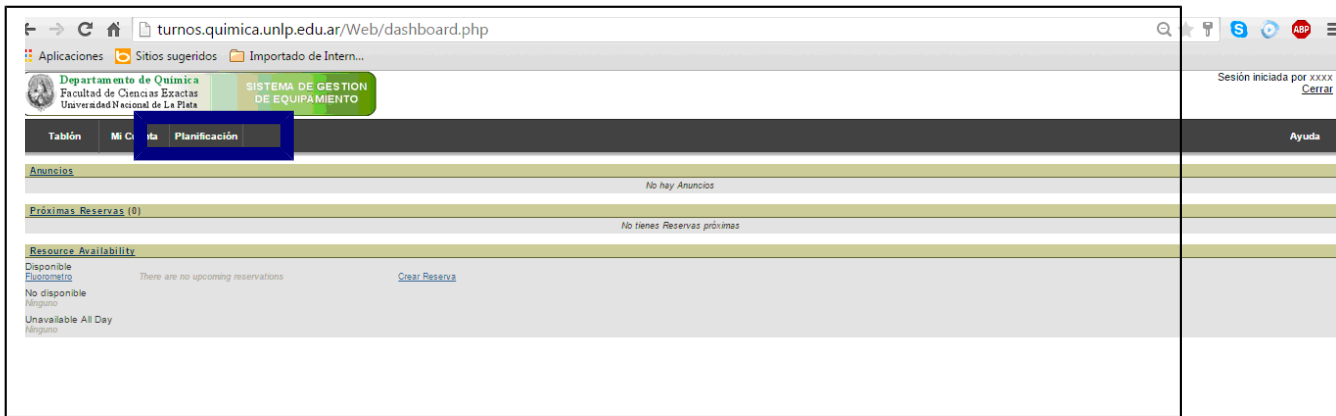 turnos.quimica.unlp.edu.ar/Web/dashboard.php
ABP
Aplicaciones Sitios sugeridos Importado de Intern...
Departamento de Química
Facultad de Ciencias Exactas
Universidad Nacional de La Plata
SISTEMA DE GESTION
DE EQUIPAMIENTO
Sesión iniciada por xxxx
Cerrar
Tablón Mi Planificación Ayuda
Anuncios
No hay Anuncios
Próximas Reservas (0)
No tienes Reservas próximas
Resource Availability
Disponible
Fluorometro There are no upcoming reservations Crear Reserva
No disponible
Ninguno
Unavailable All Day
Ninguno